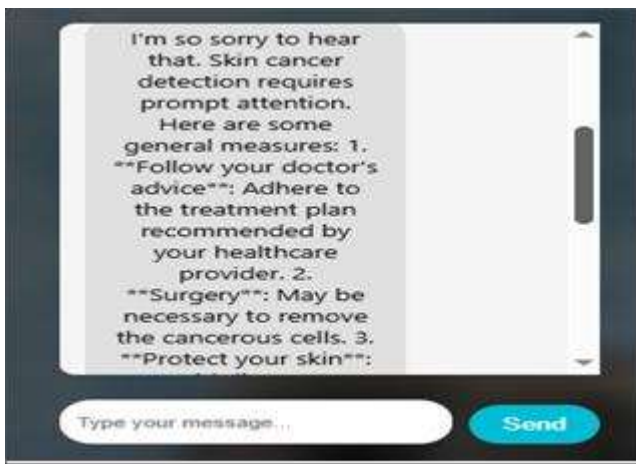 I'm so sorry to hear
that. Skin cancer
detection requires
prompt attention.
Here are some
general measures: 1.
**Follow your doctor's
advice**: Adhere to
the treatment plan
recommended by
your healthcare
provider. 2.
**Surgery**: May be
necessary to remove
the cancerous cells. 3.
**Protect your skin**:
Type your message...
Send